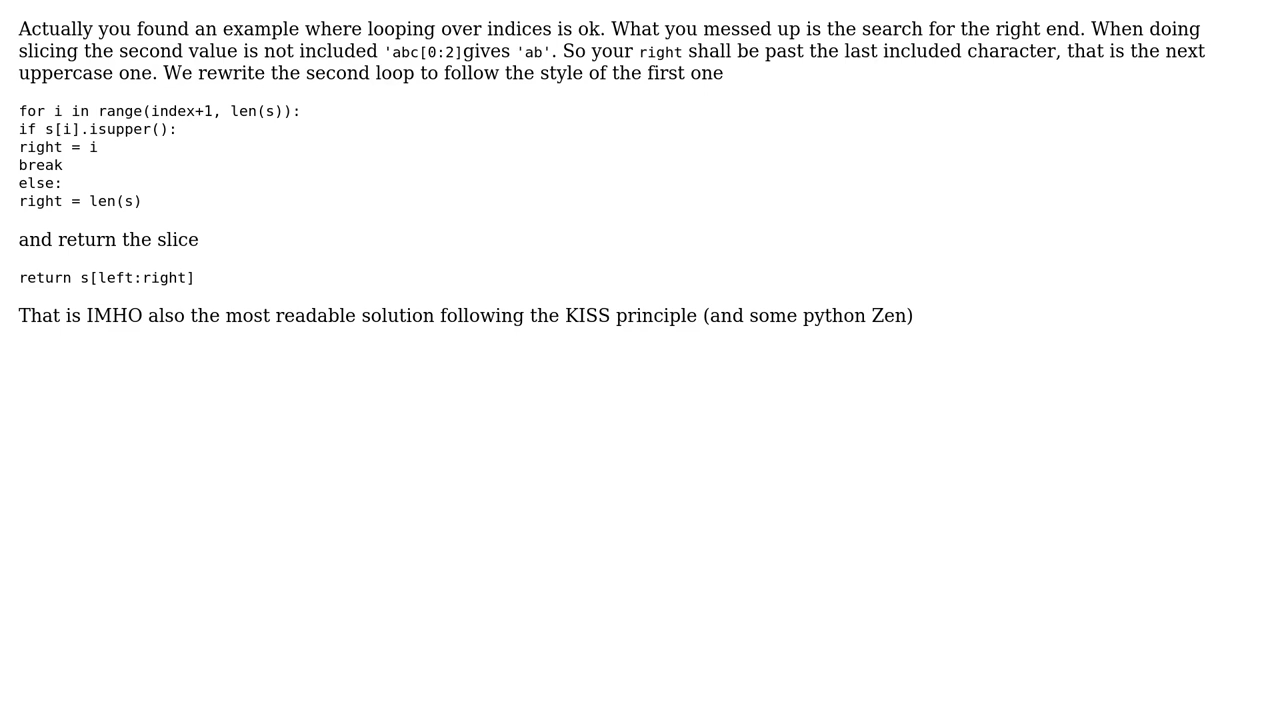 Actually you found an example where looping over indices is ok. What you messed up is the search for the right end. When doing
slicing the second value is not included 'abc[0:2]gives 'ab'. So your right shall be past the last included character, that is the next
uppercase one. We rewrite the second loop to follow the style of the first one
for i in range(index+1, len(s)):
if s[i].isupper():
right = i
break
else:
right = len(s)
and return the slice
return s[left:right]
That is IMHO also the most readable solution following the KISS principle (and some python Zen)